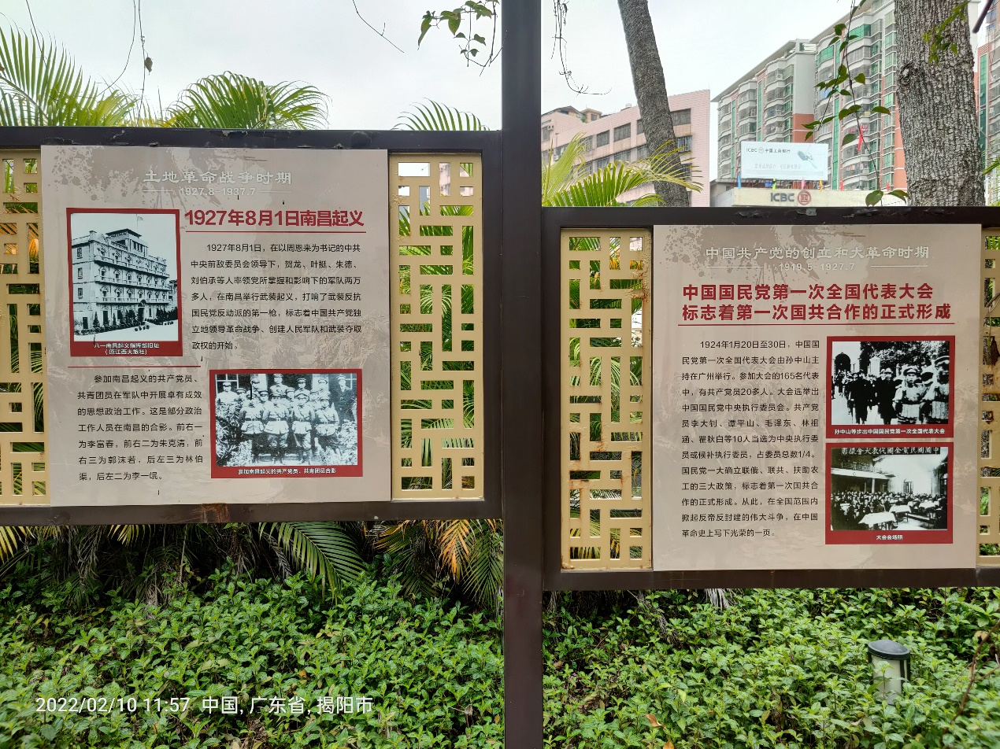 土地革命战争时期
1927.8-1937.7
1927年8月1日南昌起义
1927年8月1日，在以周恩来为书记的中共
中央前敌委员会领导下，贺龙、叶挺、朱德、
刘伯承等人率领党所掌握和影响下的军队两万
多人，在南昌举行武装起义，打响了武装反抗
国民党反动派的第一枪，标志着中国共产党独
立地领导革命战争、创建人民军队和武装夺取
政权的开始。
八一南昌起义指挥部旧址
（原江西大旅社）
参加南昌起义的共产党员、
共青团员在军队中开展卓有成效
的思想政治工作。这是部分政治
工作人员在南昌的合影。前右一
为李富春，前右二为朱克清，前
右三为郭沫若，后左三为林伯
渠，后左二为李一氓。
参加南昌起义的共产党员、共青团员合影
ICBC 中国工商银行
ICBC
中国共产党的创立和大革命时期
1919.5-1927.7
中国国民党第一次全国代表大会
标志着第一次国共合作的正式形成
1924年1月20日至30日，中国国
民党第一次全国代表大会由孙中山主
持在广州举行。参加大会的165名代表
中，有共产党员20多人。大会选举出
中国国民党中央执行委员会。共产党
员李大钊、谭平山、毛泽东、林祖
涵、瞿秋白等10人当选为中央执行委
员或候补执行委员，占委员总数1/4。
国民党一大确立联俄、联共、扶助农
工的三大政策，标志着第一次国共合
作的正式形成。从此，在全国范围内
掀起反帝反封建的伟大斗争，在中国
革命史上写下光荣的一页。
孙中山等步出中国国民党第一次全国代表大会
影摄會大表代國全黨民國國中
大会会场照
2022/02/10 11:57 中国, 广东省, 揭阳市